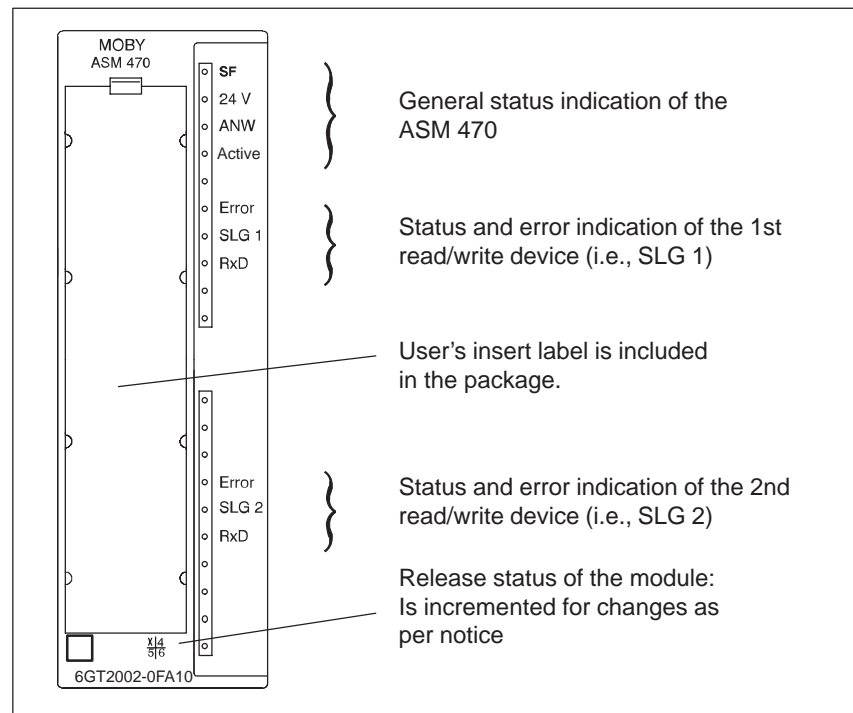 MOBY
ASM 470
SF
24 V
ANW
Active
General status indication of the
ASM 470
Error
SLG 1
RxD
Status and error indication of the 1st
read/write device (i.e., SLG 1)
User's insert label is included
in the package.
Error
SLG 2
RxD
Status and error indication of the 2nd
read/write device (i.e., SLG 2)
Release status of the module:
Is incremented for changes as
per notice
X 4
5 6
6GT2002-0FA10